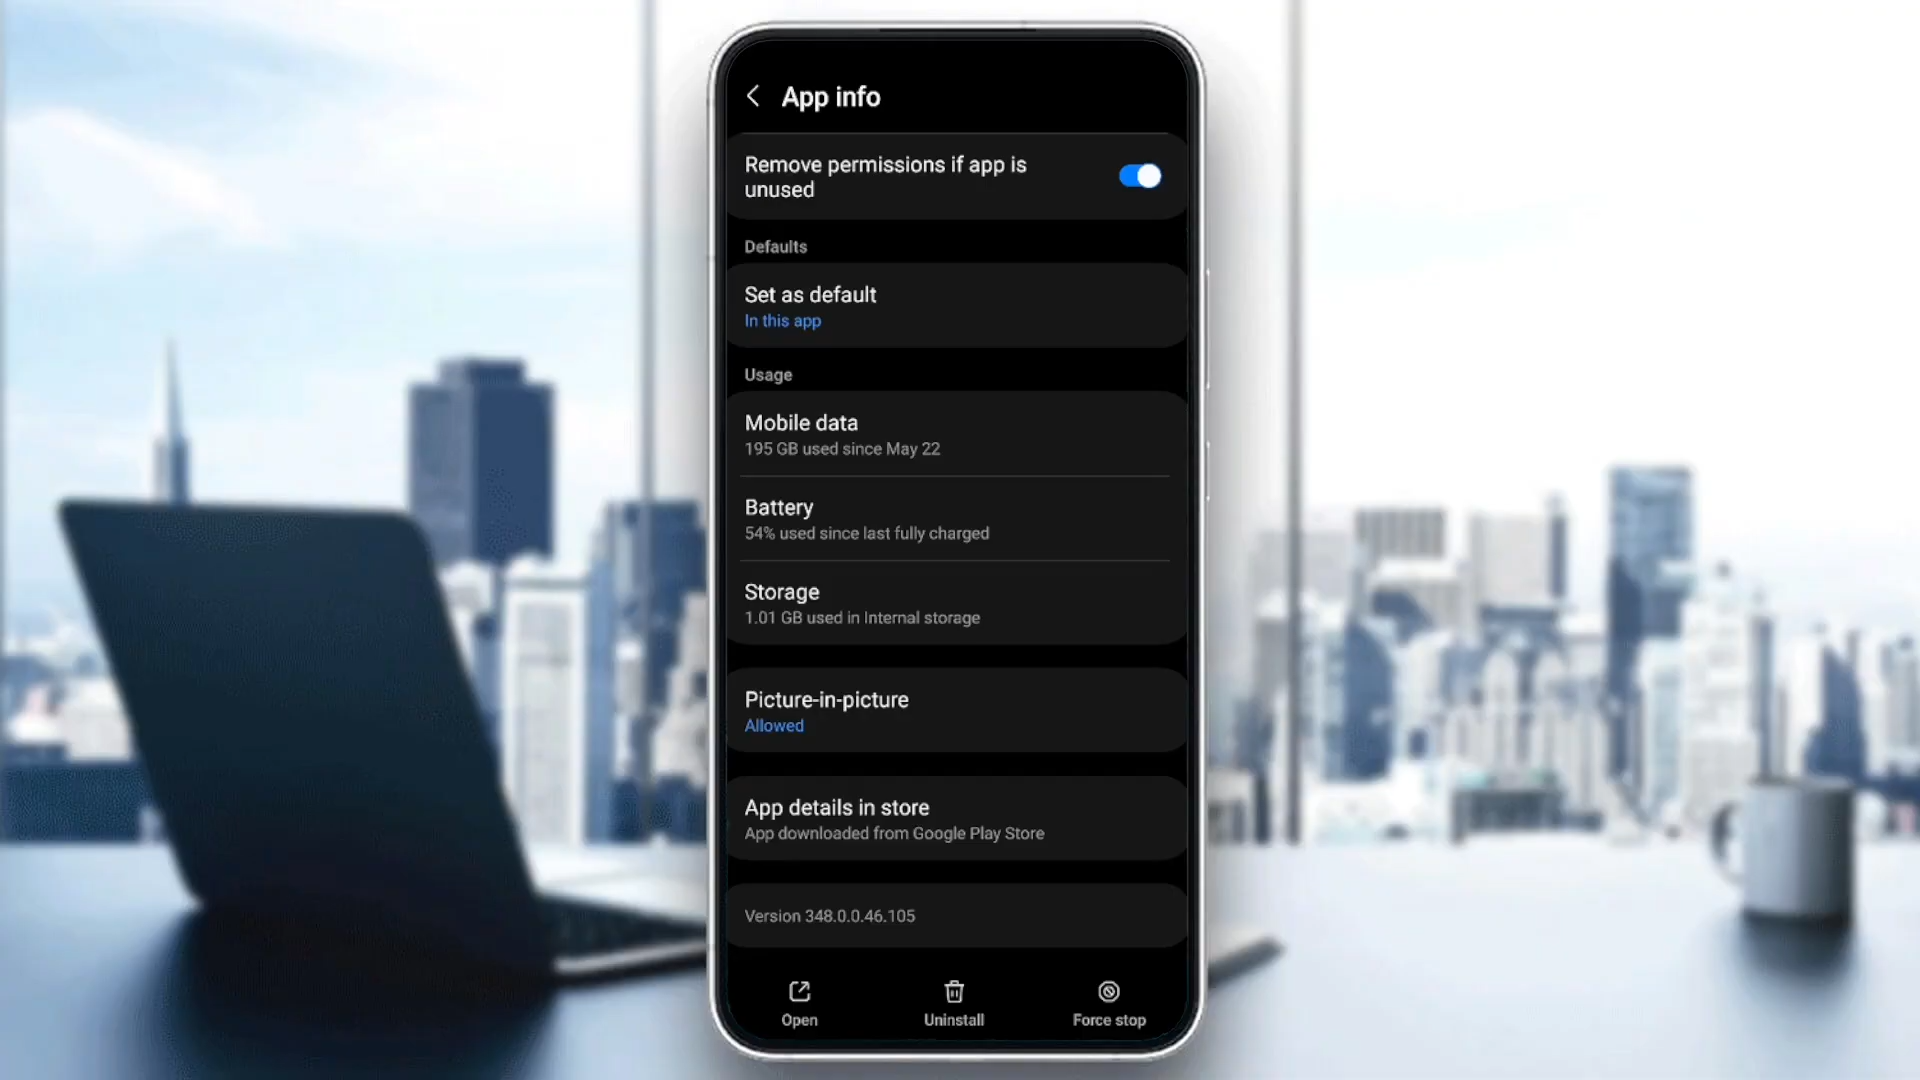 App info
Remove permissions if app is
unused
Defaults
Set as default
In this app
Usage
Mobile data
195 GB used since May 22
Battery
54% used since last fully charged
Storage
1.01 GB used in Internal storage
Picture-in-picture
Allowed
App details in store
App downloaded from Google Play Store
Version 348.0.0.46.105
Open
Uninstall
Force stop